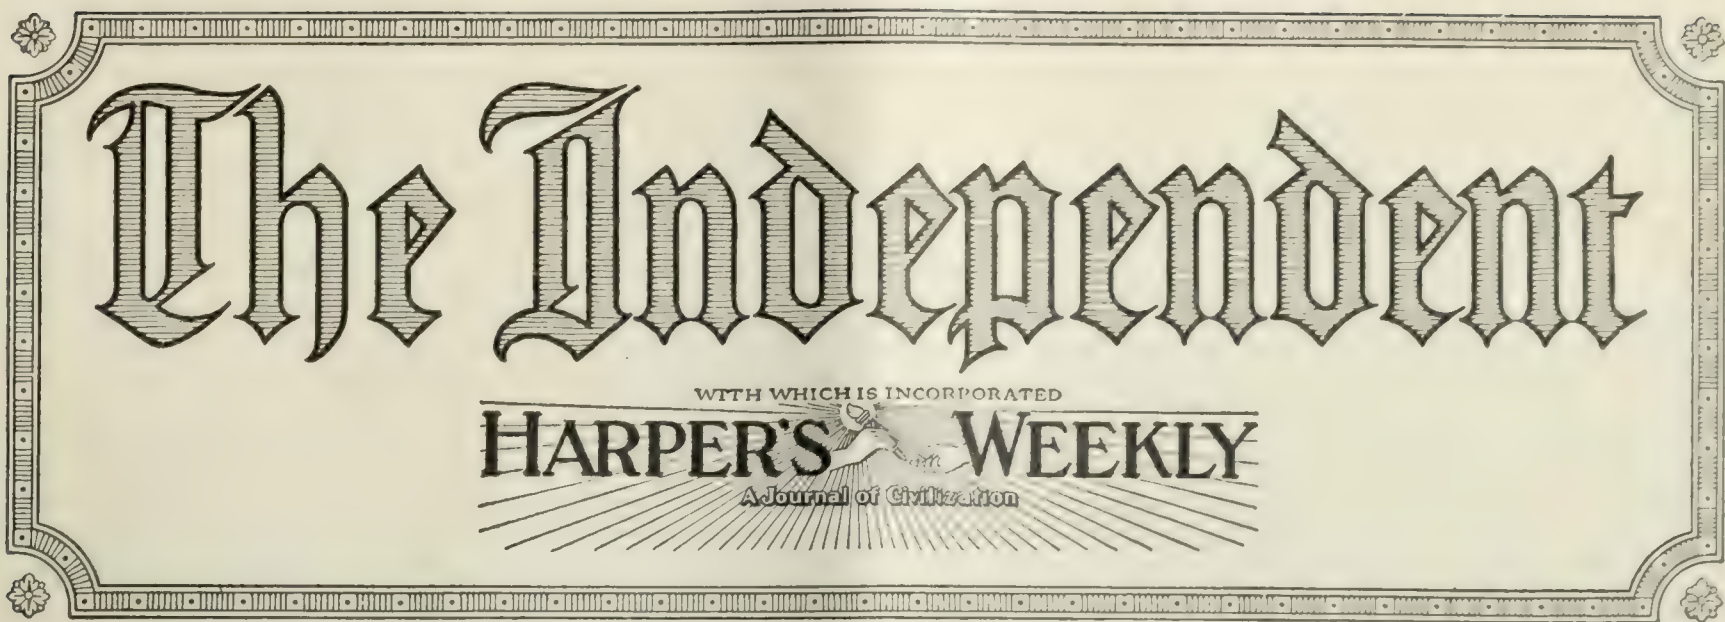 The Independent
WITH WHICH IS INCORPORATED
HARPER'S WEEKLY
A Journal of Civilization